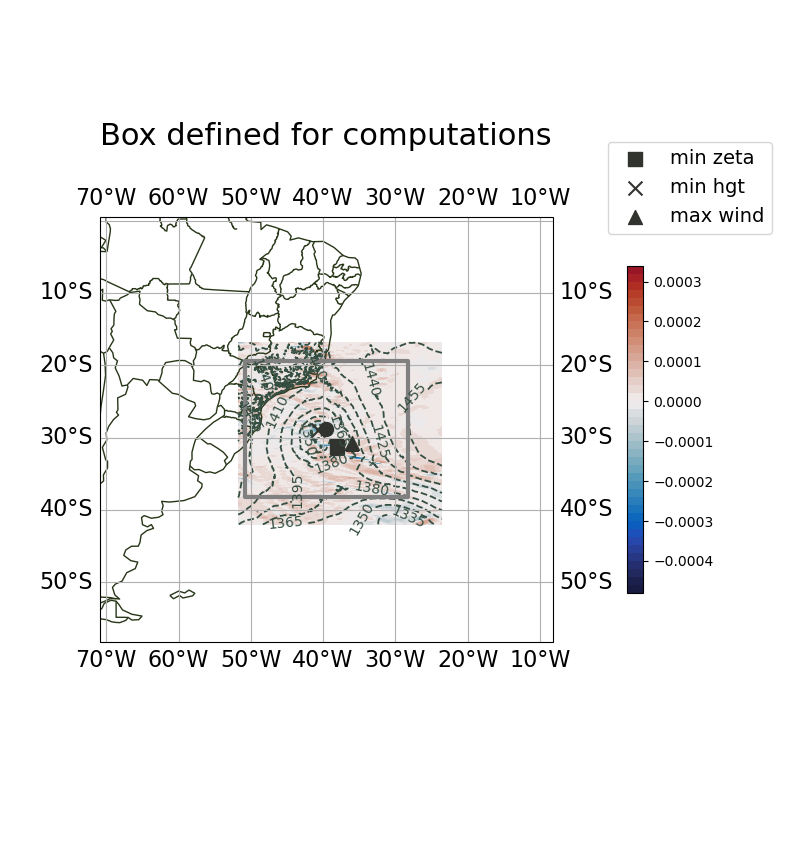 Box defined for computations
min zeta
min hgt
max wind
70°W 60°W 50°W 40°W 30°W 20°W 10°W
10°S 10°S
20°S 20°S
30°S 30°S
40°S 40°S
50°S 50°S
70°W 60°W 50°W 40°W 30°W 20°W 10°W
1440
1455
1410
1425
1380
1395
1380
1365
1350
1335
0.0003
0.0002
0.0001
0.0000
−0.0001
−0.0002
−0.0003
−0.0004